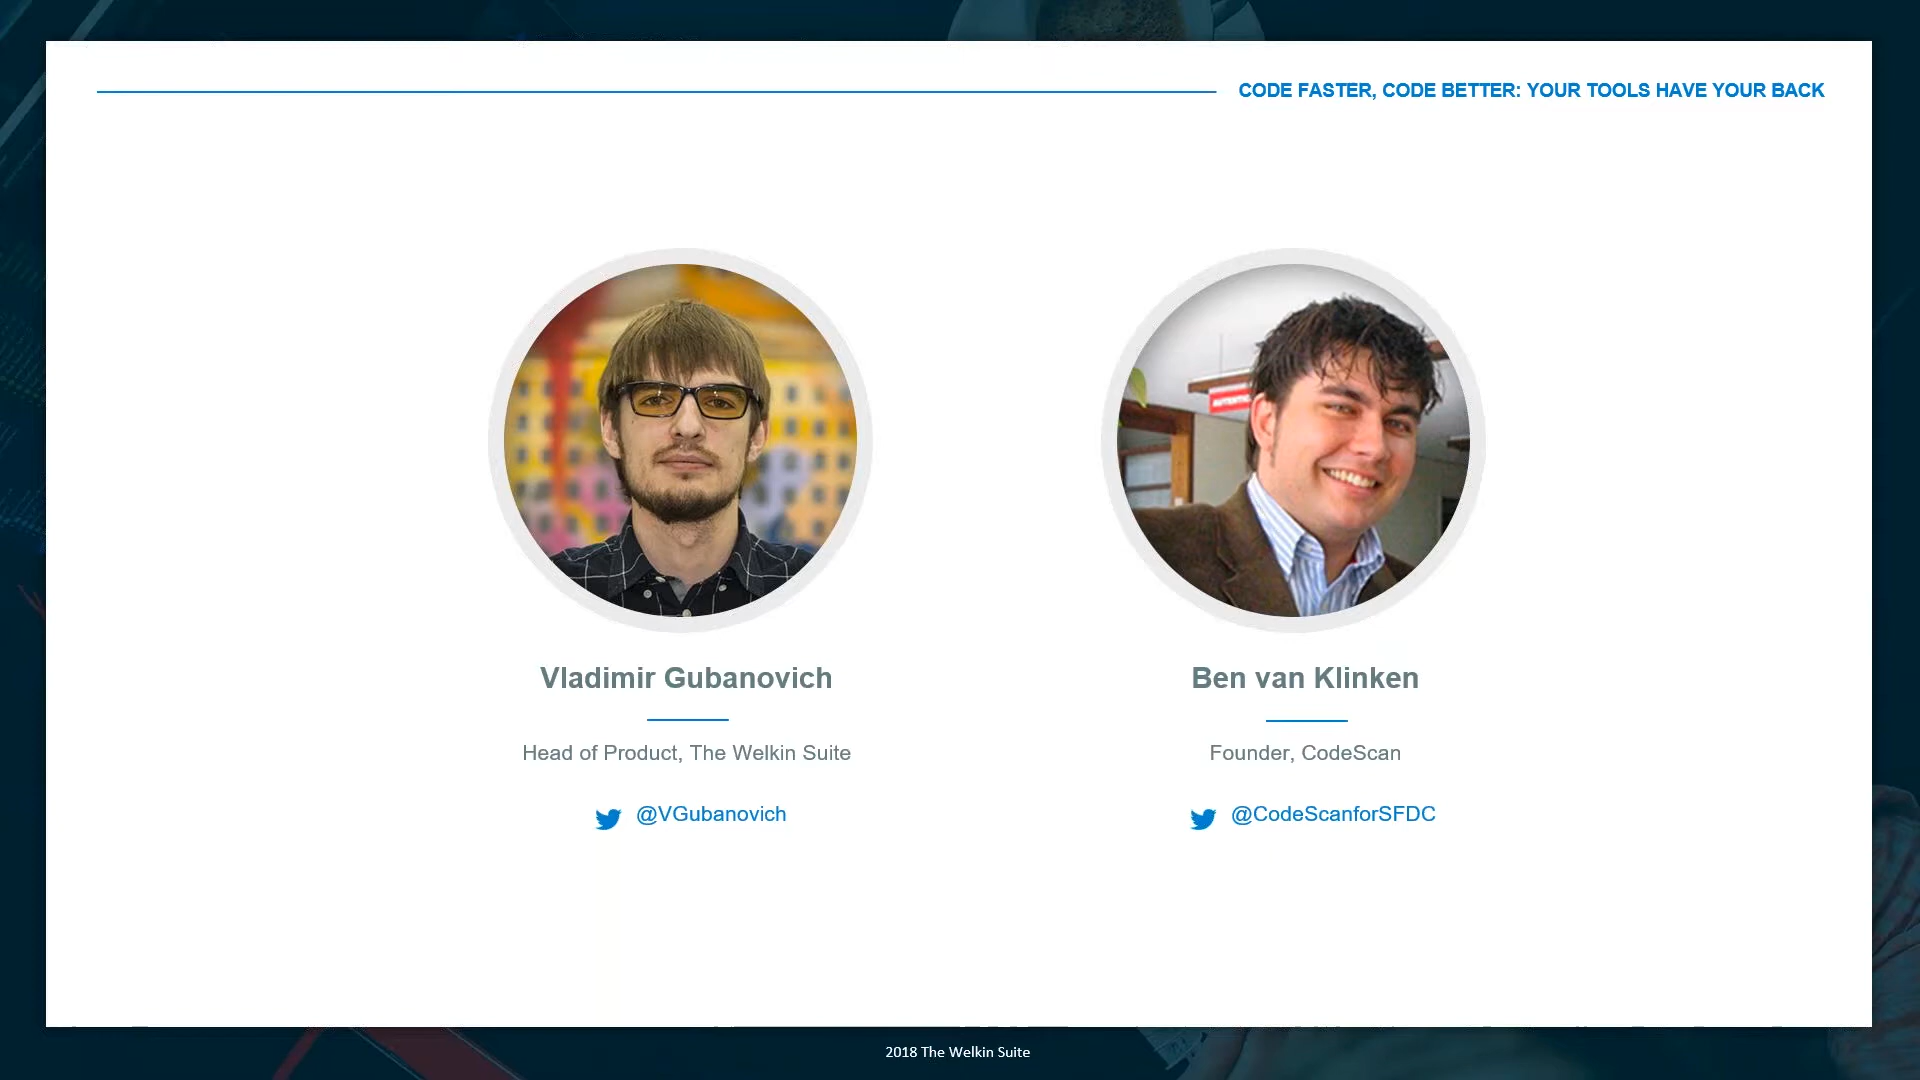 CODE FASTER, CODE BETTER: YOUR TOOLS HAVE YOUR BACK
Vladimir Gubanovich
Head of Product, The Welkin Suite
@VGubanovich
Ben van Klinken
Founder, CodeScan
@CodeScanforSFDC
2018 The Welkin Suite